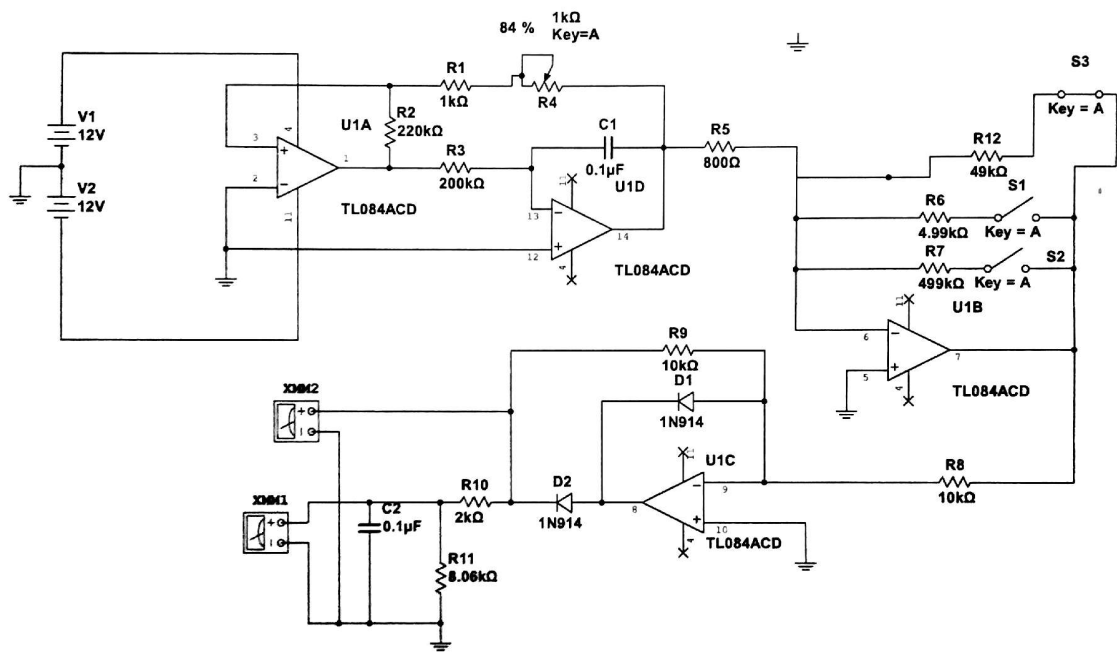 84 %
1kΩ
Key=A
R1
1kΩ
R4
S3
Key = A
V1
12V
R2
220kΩ
U1A
C1
0.1µF
R5
800Ω
R12
49kΩ
4
3
1
2
11
R3
200kΩ
U1D
11
S1
V2
12V
TL084ACD
13
14
12
4
TL084ACD
R6
4.99kΩ
Key = A
R7
499kΩ
Key = A
S2
U1B
11
6
7
5
4
TL084ACD
R9
10kΩ
D1
1N914
XMM2
U1C
11
R8
10kΩ
R10
2kΩ
D2
1N914
8
9
10
4
TL084ACD
XMM1
C2
0.1µF
R11